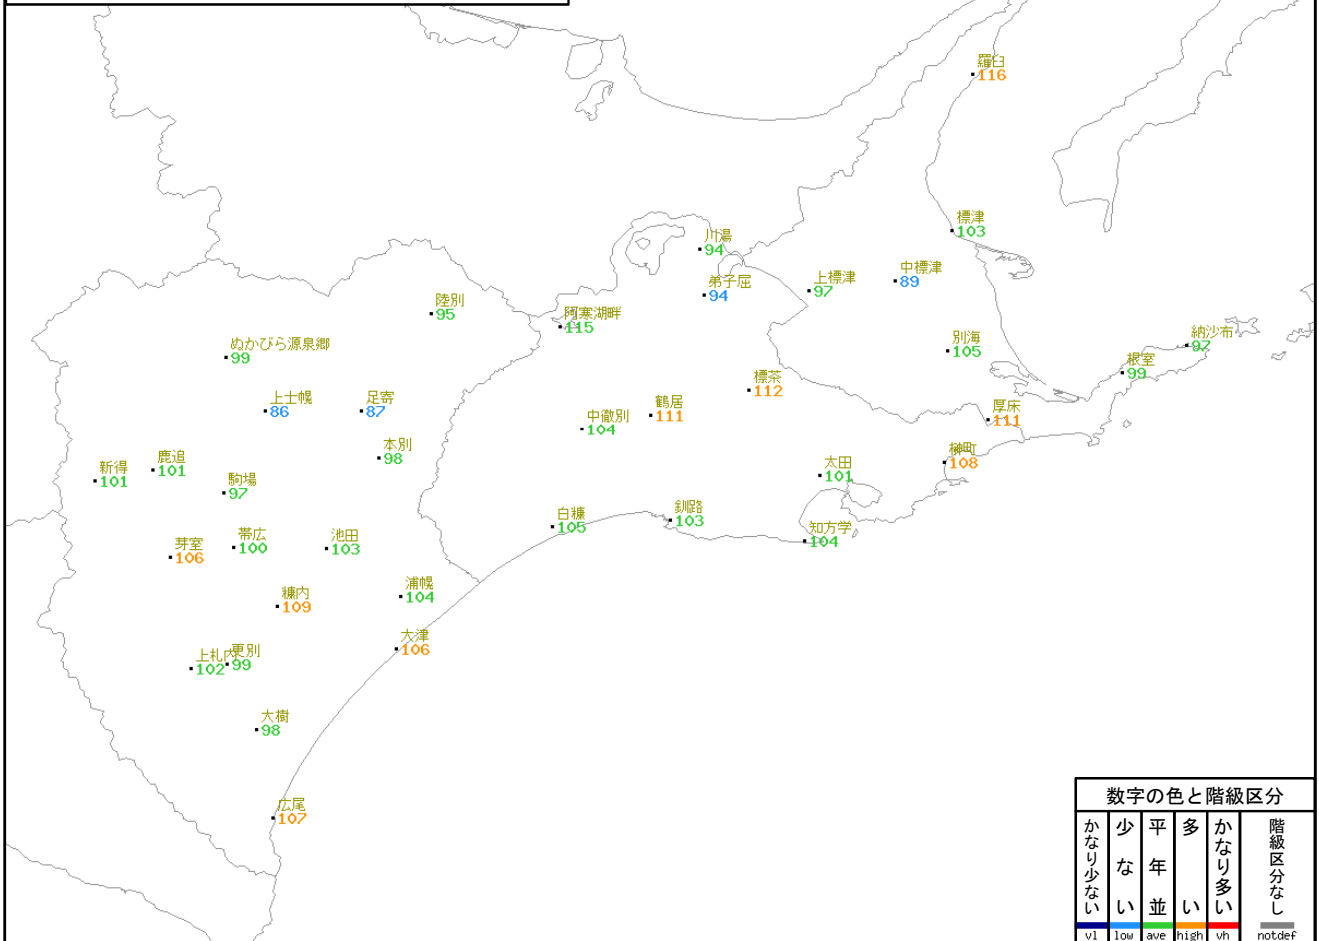 羅臼
116
標津
103
川湯
94
中標津
89
弟子屈
94
上標津
97
陸別
95
阿寒湖畔
115
納沙布
97
ぬかびら源泉郷
99
別海
105
根室
99
標茶
112
上士幌
86
足寄
87
鶴居
111
厚床
111
中徹別
104
本別
98
榊町
108
鹿追
101
新得
101
太田
101
駒場
97
釧路
103
白糠
105
知方学
104
帯広
100
池田
103
芽室
106
浦幌
104
糠内
109
大津
106
上札内
102
更別
99
大樹
98
広尾
107
数字の色と階級区分
かなり少ない
少ない
平年並
多い
かなり多い
階級区分なし
vl
low
ave
high
vh
notdef